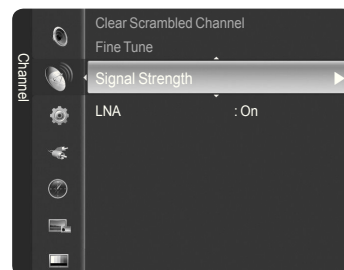 Channel
Clear Scrambled Channel
Fine Tune
Signal Strength
LNA : On